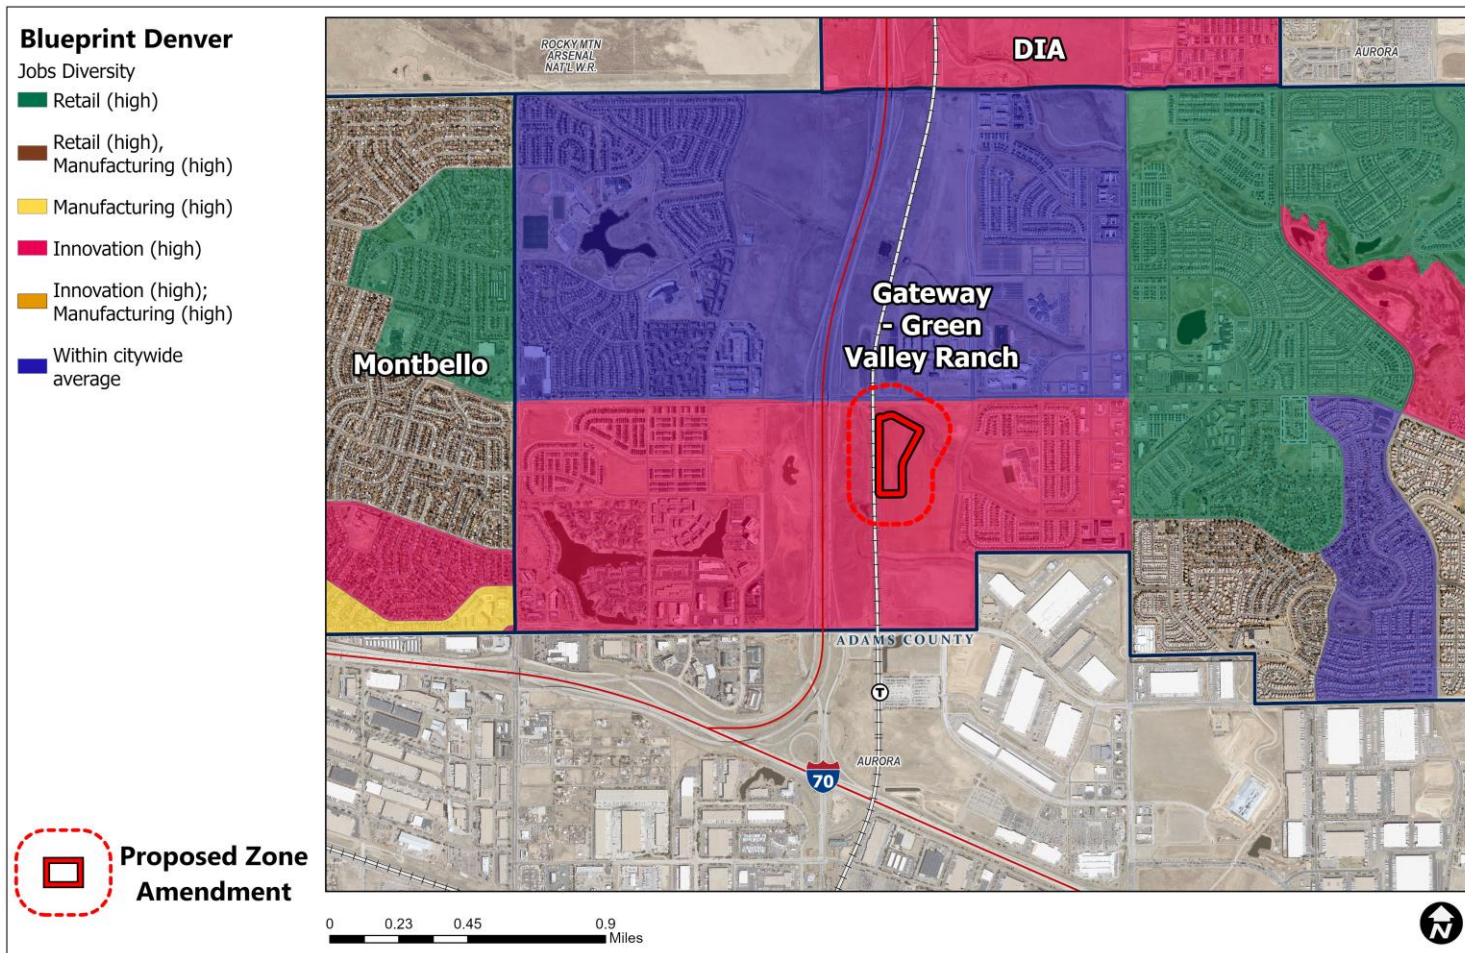 Blueprint Denver
Jobs Diversity
Retail (high)
Retail (high),
Manufacturing (high)
Manufacturing (high)
Innovation (high)
Innovation (high);
Manufacturing (high)
Within citywide
average
Proposed Zone
Amendment
ROCKY MTN
ARSENAL
NAT'L W.R.
DIA
AURORA
Gateway
- Green
Valley Ranch
Montbello
ADAMS COUNTY
T
AURORA
70
0 0.23 0.45 0.9
Miles
N